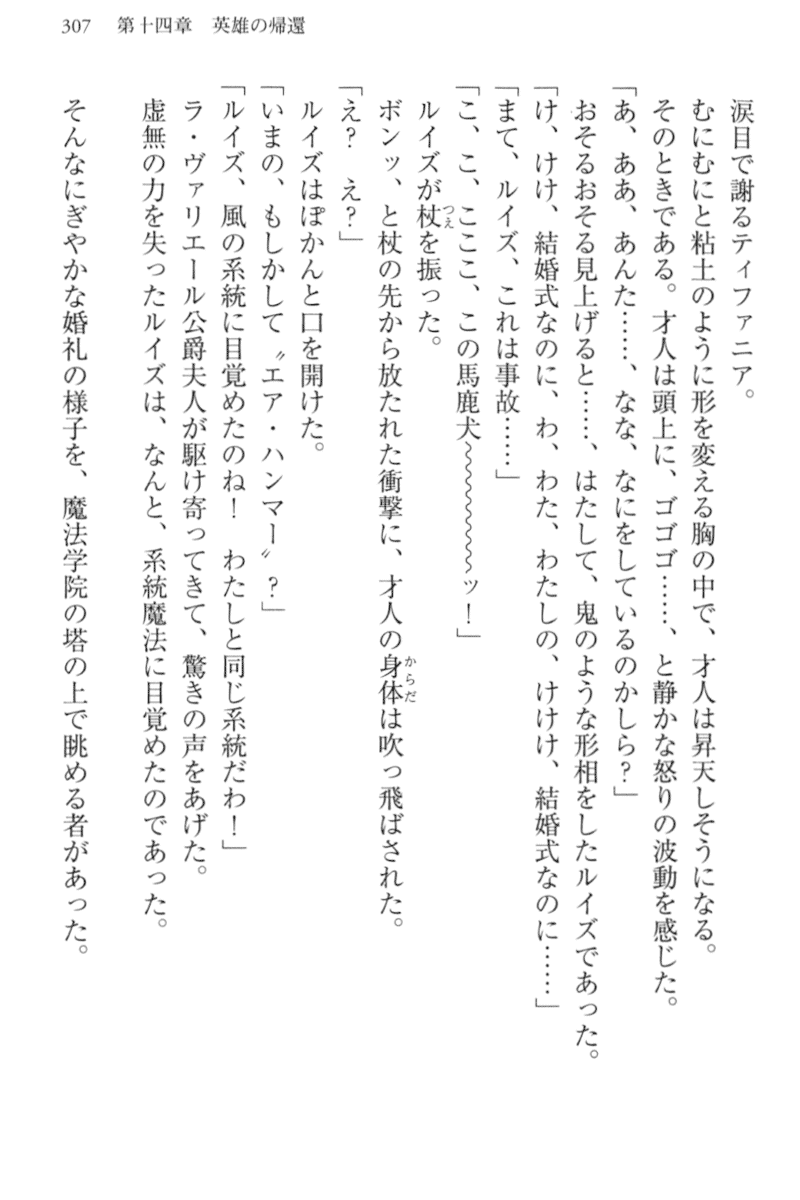 307　第十四章　英雄の帰還
涙目で謝るティファニア。
むにむにと粘土のように形を変える胸の中で、才人は昇天しそうになる。
そのときである。才人は頭上に、ゴゴゴ……、と静かな怒りの波動を感じた。
「あ、ああ、あんた……、なな、なにをしているのかしら？」
おそるおそる見上げると……、はたして、鬼のような形相をしたルイズであった。
「け、けけ、結婚式なのに、わ、わた、わたしの、けけけ、結婚式なのに……」
「まて、ルイズ、これは事故……」
「こ、こ、こここ、この馬鹿犬〜〜〜〜〜〜〜ッ！」
ルイズが杖つえを振った。
ボンッ、と杖の先から放たれた衝撃に、才人の身体からだは吹っ飛ばされた。
「え？　え？」
ルイズはぽかんと口を開けた。
「いまの、もしかして〝エア・ハンマー〟？」
「ルイズ、風の系統に目覚めたのね！　わたしと同じ系統だわ！」
ラ・ヴァリエール公爵夫人が駆け寄ってきて、驚きの声をあげた。
虚無の力を失ったルイズは、なんと、系統魔法に目覚めたのであった。
そんなにぎやかな婚礼の様子を、魔法学院の塔の上で眺める者があった。